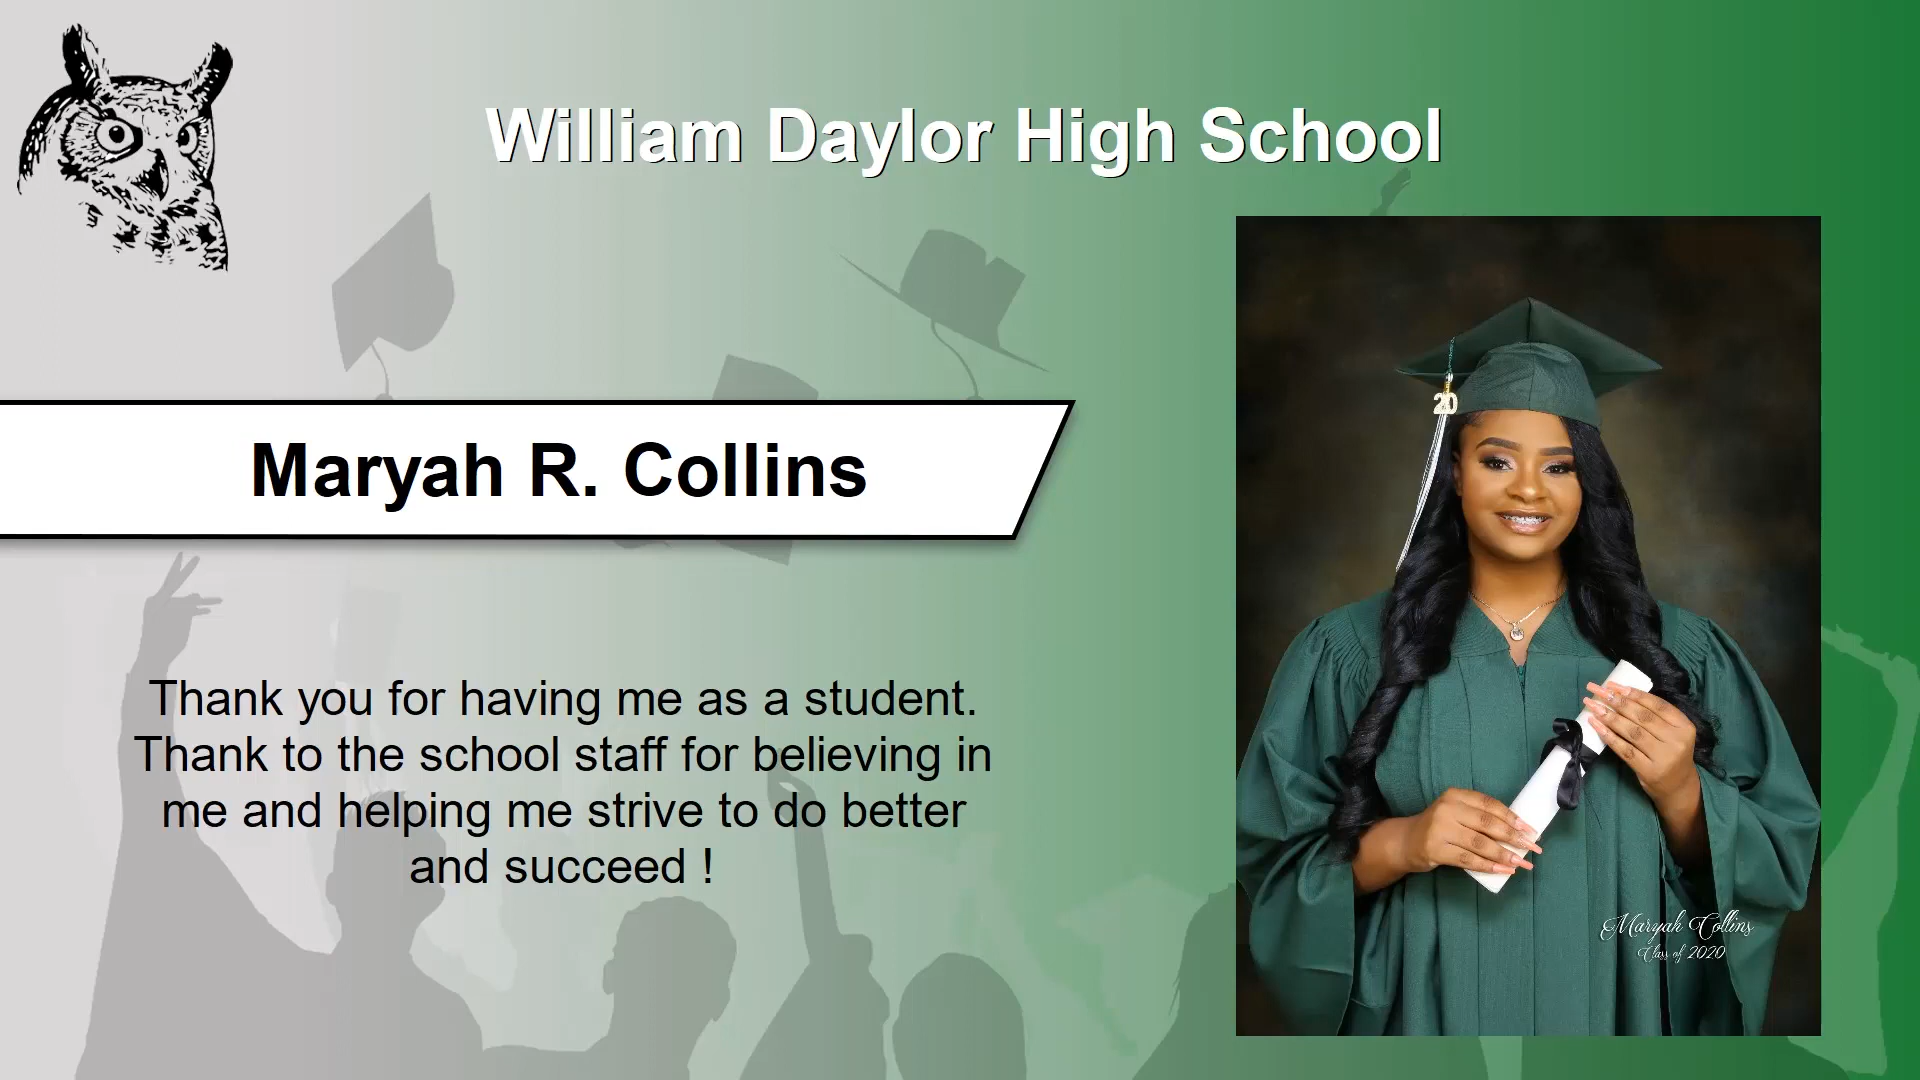 William Daylor High School
Maryah R. Collins
20
Thank you for having me as a student.
Thank to the school staff for believing in
me and helping me strive to do better
and succeed !
Maryah Collins
Class of 2020